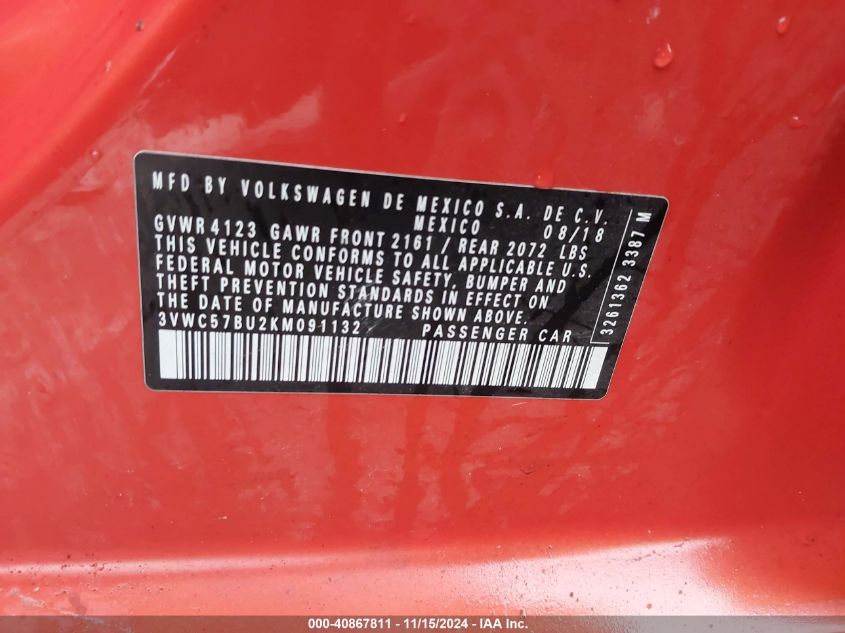 MFD BY VOLKSWAGEN DE MEXICO S.A. DE C.V.
MEXICO 08/18
GVWR 4123 GAWR FRONT 2161 / REAR 2072 LBS
THIS VEHICLE CONFORMS TO ALL APPLICABLE U.S.
FEDERAL MOTOR VEHICLE SAFETY, BUMPER AND
THEFT PREVENTION STANDARDS IN EFFECT ON
THE DATE OF MANUFACTURE SHOWN ABOVE.
3VWC57BU2KM091132 PASSENGER CAR
3261362 3387 M
000-40867811 - 11/15/2024 - IAA Inc.